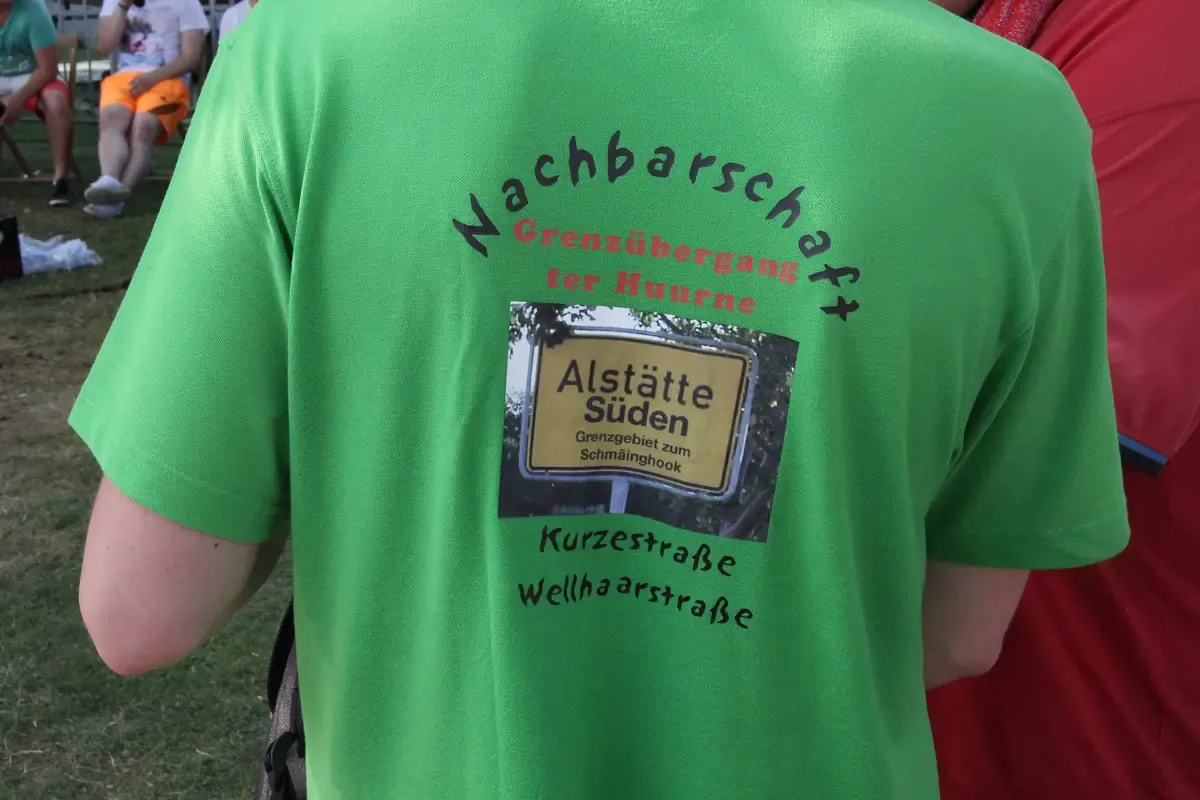 Nachbarschaft
Grenzübergang
ter Huurne
Alstätte
Süden
Grenzgebiet zum
Schmäinghook
Kurzestraße
Wellhaarstraße